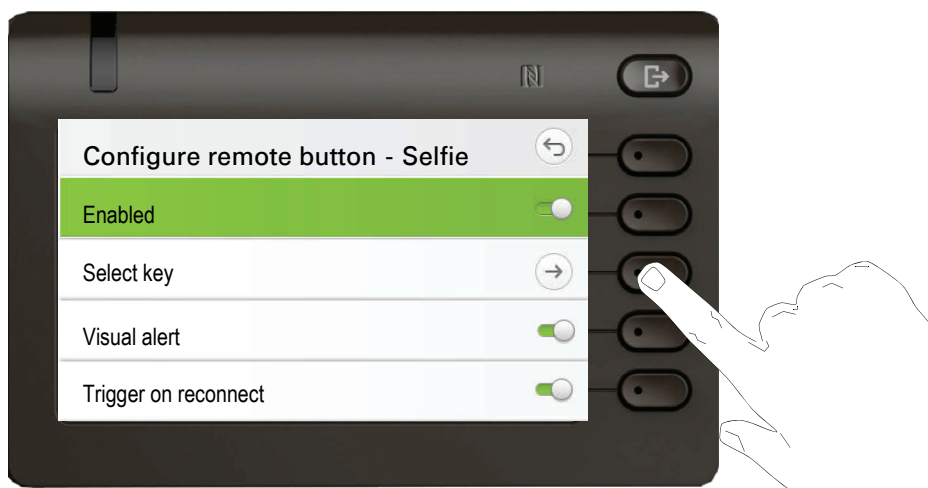 Configure remote button - Selfie
Enabled
Select key
Visual alert
Trigger on reconnect